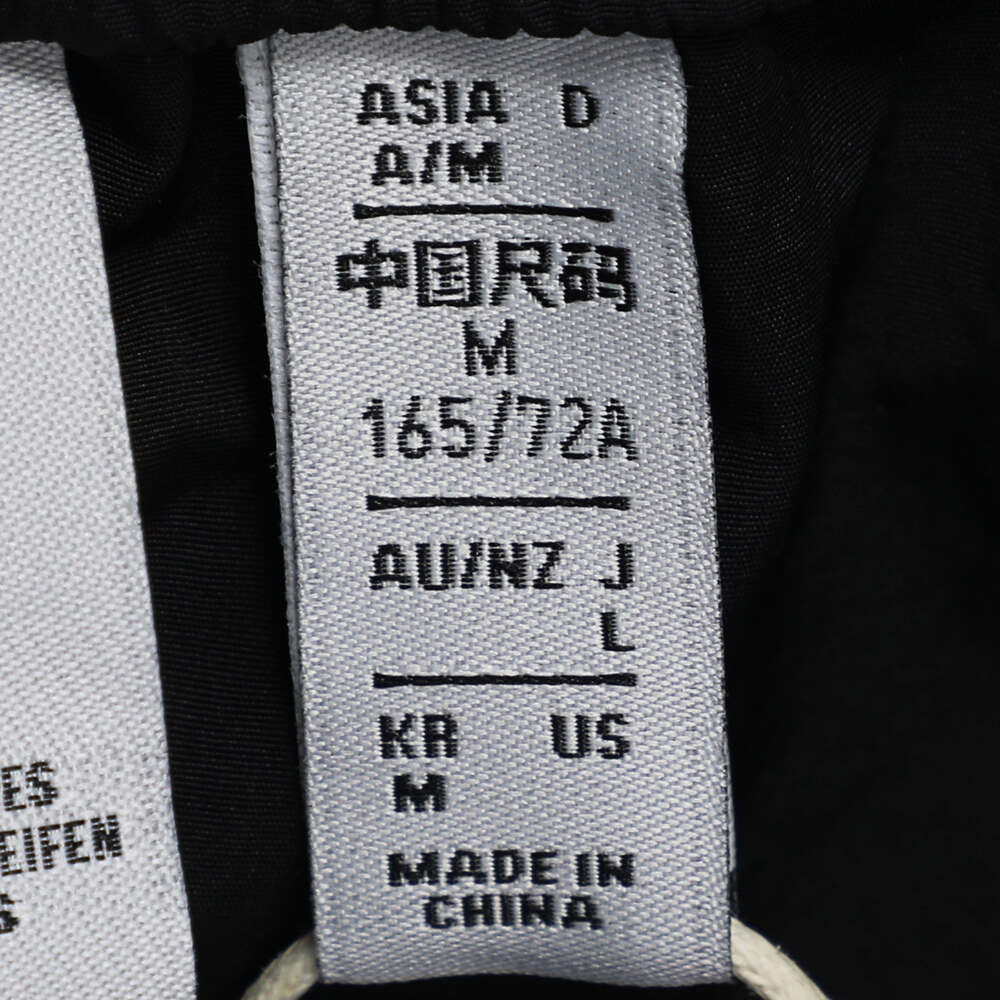 ASIA D
A/M
中国尺码
M
165/72A
AU/NZ J
L
KR US
M
MADE IN
CHINA
ES
EIFEN
S